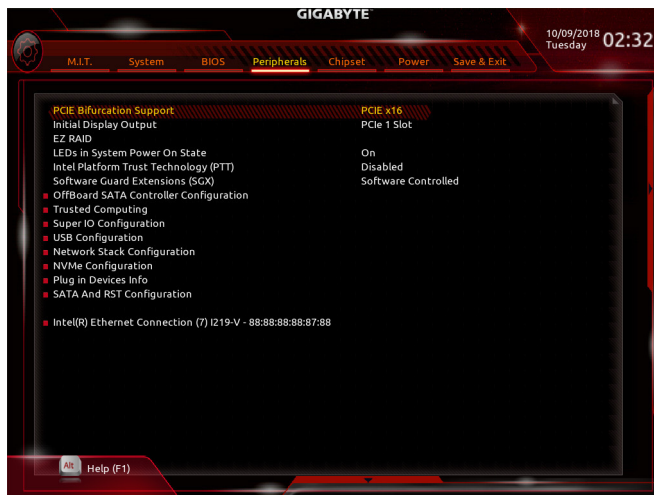 GIGABYTE™
10/09/2018 02:32
Tuesday
M.I.T. System BIOS Peripherals Chipset Power Save & Exit
PCIE Bifurcation Support PCIE x16
Initial Display Output PCIe 1 Slot
EZ RAID
LEDs in System Power On State On
Intel Platform Trust Technology (PTT) Disabled
Software Guard Extensions (SGX) Software Controlled
OffBoard SATA Controller Configuration
Trusted Computing
Super IO Configuration
USB Configuration
Network Stack Configuration
NVMe Configuration
Plug in Devices Info
SATA And RST Configuration
Intel(R) Ethernet Connection (7) I219-V - 88:88:88:88:87:88
Alt Help (F1)